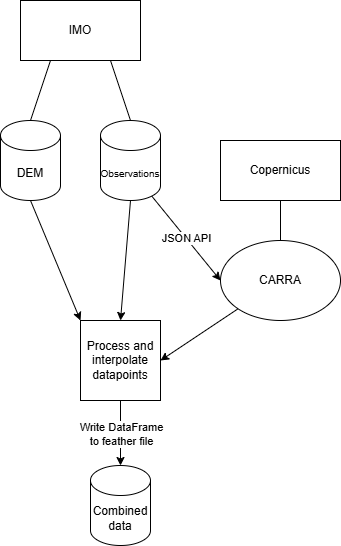 IMO
DEM
Observations
Copernicus
JSON API
CARRA
Process and
interpolate
datapoints
Write DataFrame
to feather file
Combined
data